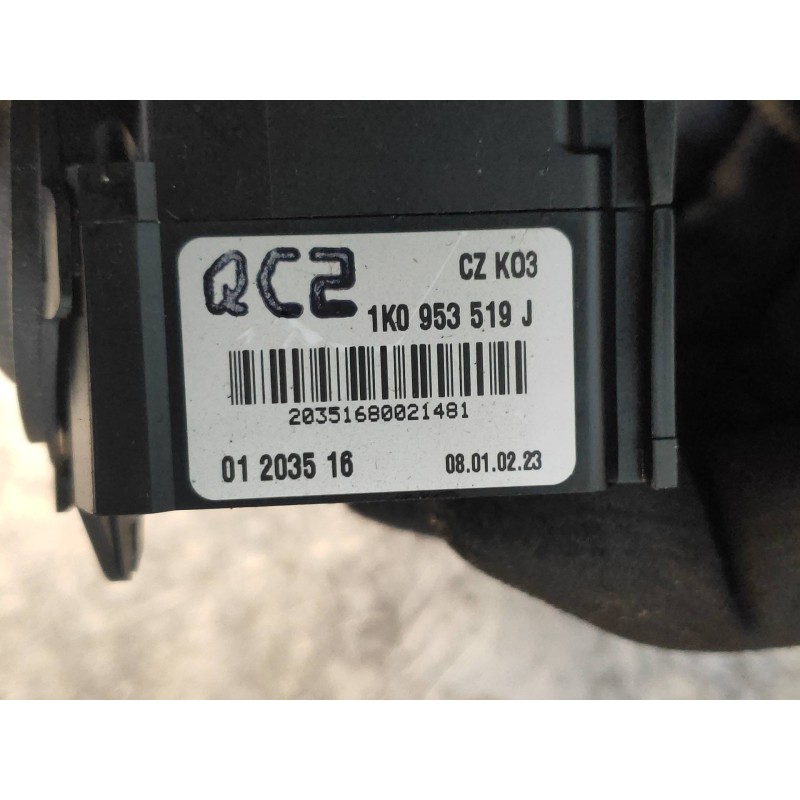 QC2
CZ K03
1K0 953 519 J
20351680021481
01 2035 16
08.01.02.23